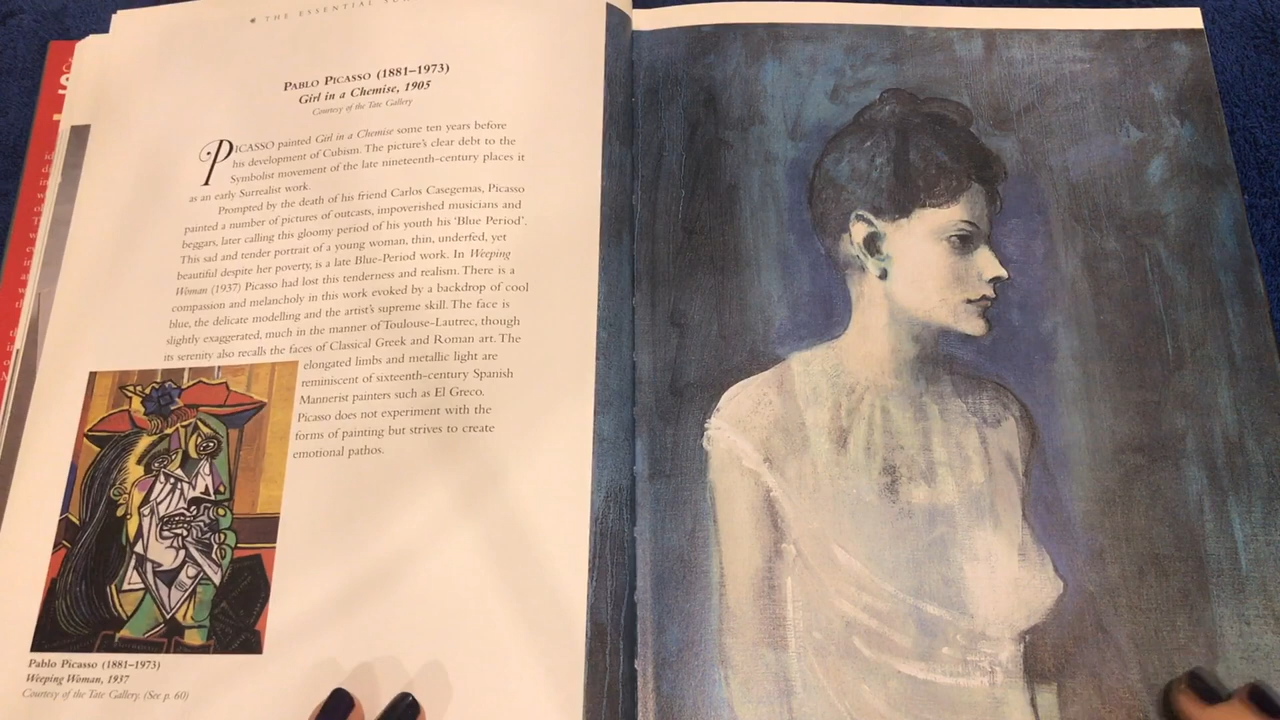 THE ESSENTIAL
PABLO PICASSO (1881–1973)
Girl in a Chemise, 1905
Courtesy of the Tate Gallery
PICASSO painted Girl in a Chemise some ten years before
his development of Cubism. The picture's clear debt to the
Symbolist movement of the late nineteenth-century places it
as an early Surrealist work.
Prompted by the death of his friend Carlos Casegemas, Picasso
painted a number of pictures of outcasts, impoverished musicians and
beggars, later calling this gloomy period of his youth his 'Blue Period'.
This sad and tender portrait of a young woman, thin, underfed, yet
beautiful despite her poverty, is a late Blue-Period work. In Weeping
Woman (1937) Picasso had lost this tenderness and realism. There is a
compassion and melancholy in this work evoked by a backdrop of cool
blue, the delicate modelling and the artist's supreme skill. The face is
slightly exaggerated, much in the manner of Toulouse-Lautrec, though
its serenity also recalls the faces of Classical Greek and Roman art. The
elongated limbs and metallic light are
reminiscent of sixteenth-century Spanish
Mannerist painters such as El Greco.
Picasso does not experiment with the
forms of painting but strives to create
emotional pathos.
Pablo Picasso (1881–1973)
Weeping Woman, 1937
Courtesy of the Tate Gallery. (See p. 60)